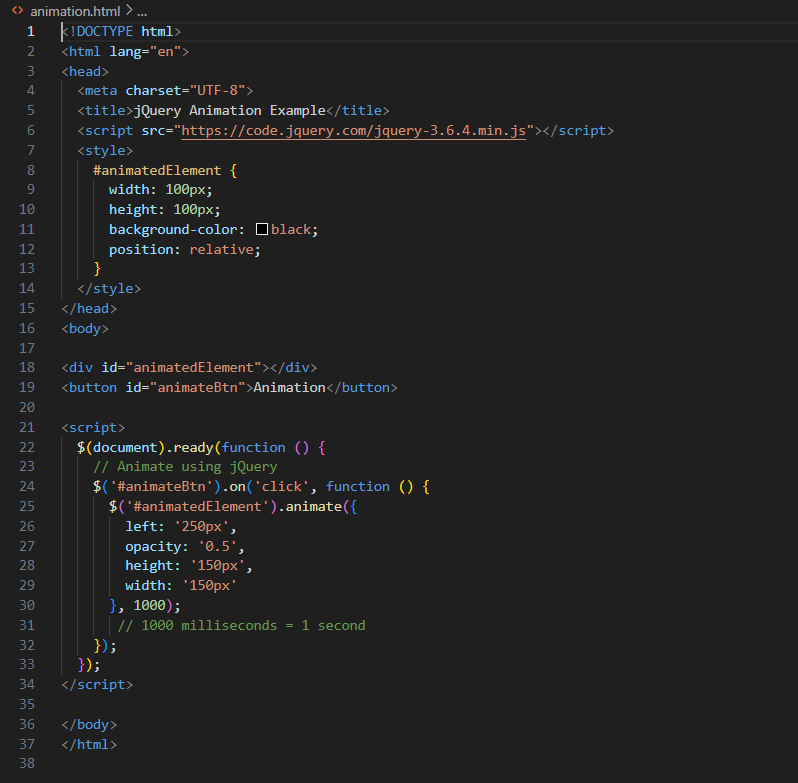 animation.html > ...
1 <!DOCTYPE html>
2 <html lang="en">
3 <head>
4   <meta charset="UTF-8">
5   <title>jQuery Animation Example</title>
6   <script src="https://code.jquery.com/jquery-3.6.4.min.js"></script>
7   <style>
8     #animatedElement {
9       width: 100px;
10       height: 100px;
11       background-color: black;
12       position: relative;
13     }
14   </style>
15 </head>
16 <body>
17
18 <div id="animatedElement"></div>
19 <button id="animateBtn">Animation</button>
20
21 <script>
22   $(document).ready(function () {
23     // Animate using jQuery
24     $('#animateBtn').on('click', function () {
25       $('#animatedElement').animate({
26         left: '250px',
27         opacity: '0.5',
28         height: '150px',
29         width: '150px'
30       }, 1000);
31        // 1000 milliseconds = 1 second
32     });
33   });
34 </script>
35
36 </body>
37 </html>
38